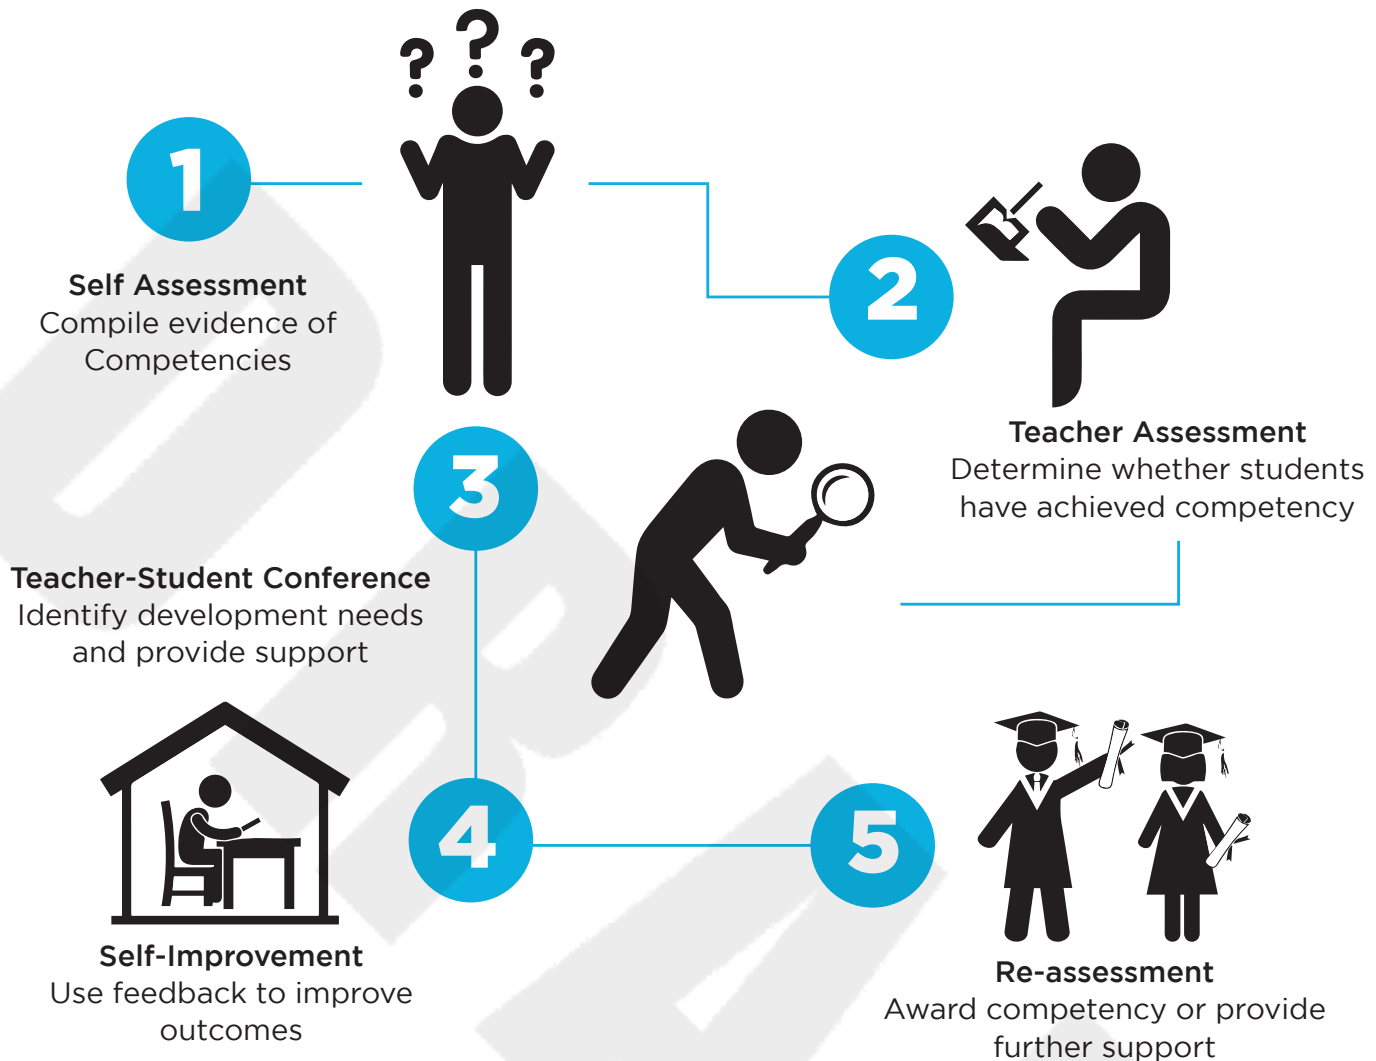 ? ? ?
1
Self Assessment
Compile evidence of
Competencies
2
Teacher Assessment
Determine whether students
have achieved competency
3
Teacher-Student Conference
Identify development needs
and provide support
4
Self-Improvement
Use feedback to improve
outcomes
5
Re-assessment
Award competency or provide
further support